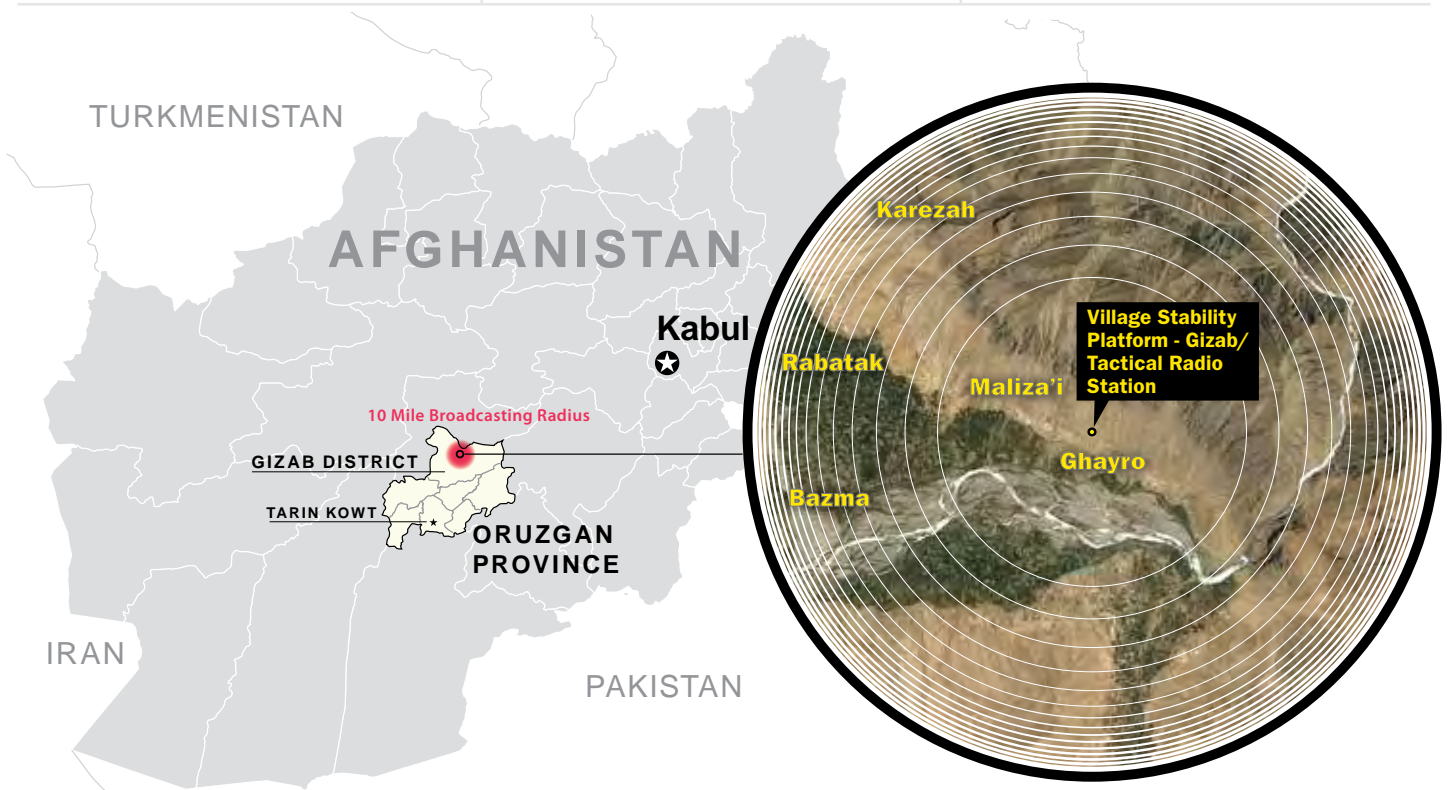 TURKMENISTAN
AFGHANISTAN
Kabul
10 Mile Broadcasting Radius
GIZAB DISTRICT
TARIN KOWT
ORUZGAN
PROVINCE
IRAN
PAKISTAN
Karezah
Village Stability
Platform - Gizab/
Tactical Radio
Station
Rabatak
Maliza'i
Ghayro
Bazma